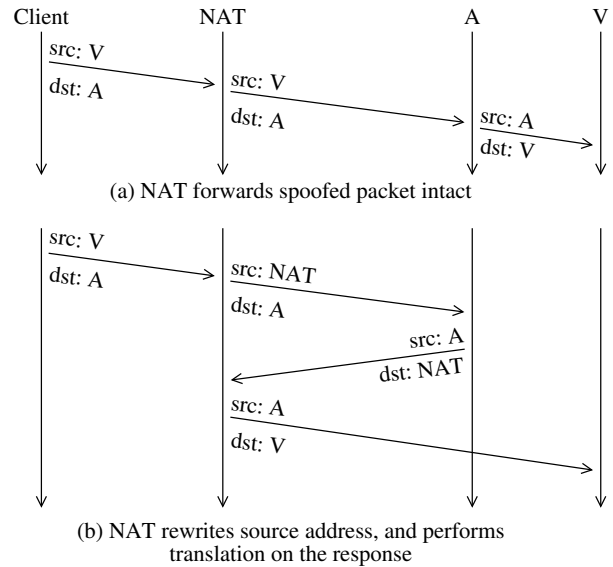 Client NAT A V
src: V
dst: A
src: V
dst: A
src: A
dst: V
(a) NAT forwards spoofed packet intact
src: V
dst: A
src: NAT
dst: A
src: A
dst: NAT
src: A
dst: V
(b) NAT rewrites source address, and performs
translation on the response